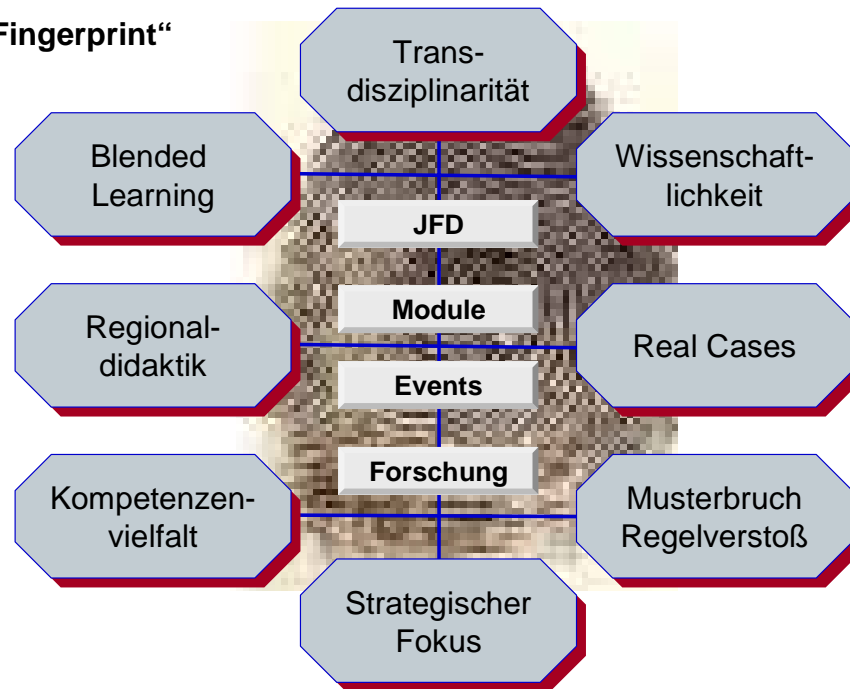 Fingerprint“
Trans-
disziplinarität
Blended
Learning
Wissenschaft-
lichkeit
JFD
Module
Regional-
didaktik
Real Cases
Events
Forschung
Kompetenzen-
vielfalt
Musterbruch
Regelverstoß
Strategischer
Fokus